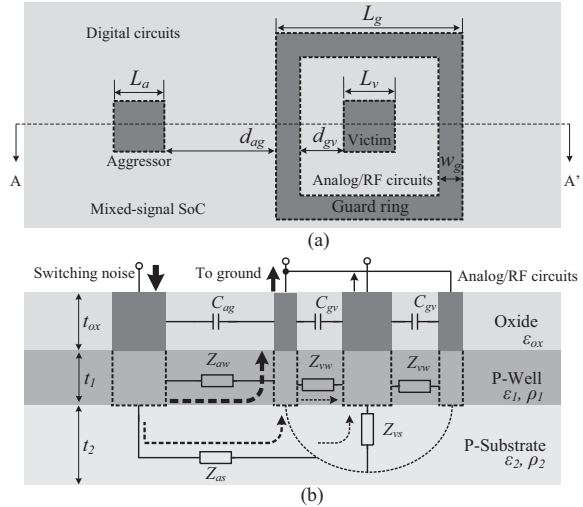 L_g
Digital circuits
L_a
L_v
d_ag
d_gv
Victim
Aggressor
w_g
A
A'
Analog/RF circuits
Mixed-signal SoC
Guard ring
(a)
Switching noise
To ground
Analog/RF circuits
C_ag
C_gv
C_gv
t_ox
Oxide
ε_ox
Z_aw
Z_vw
Z_vw
t_1
P-Well
ε_1, ρ_1
Z_vs
t_2
P-Substrate
ε_2, ρ_2
Z_as
(b)